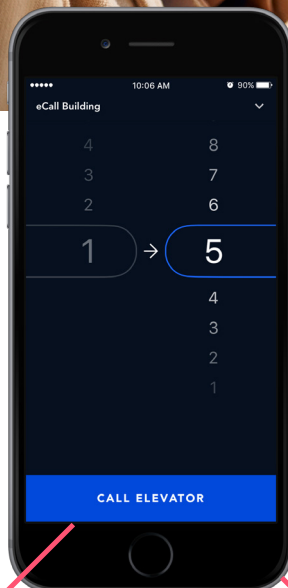 10:06 AM 90%
eCall Building
4 8
3 7
2 6
1 → 5
4
3
2
1
CALL ELEVATOR